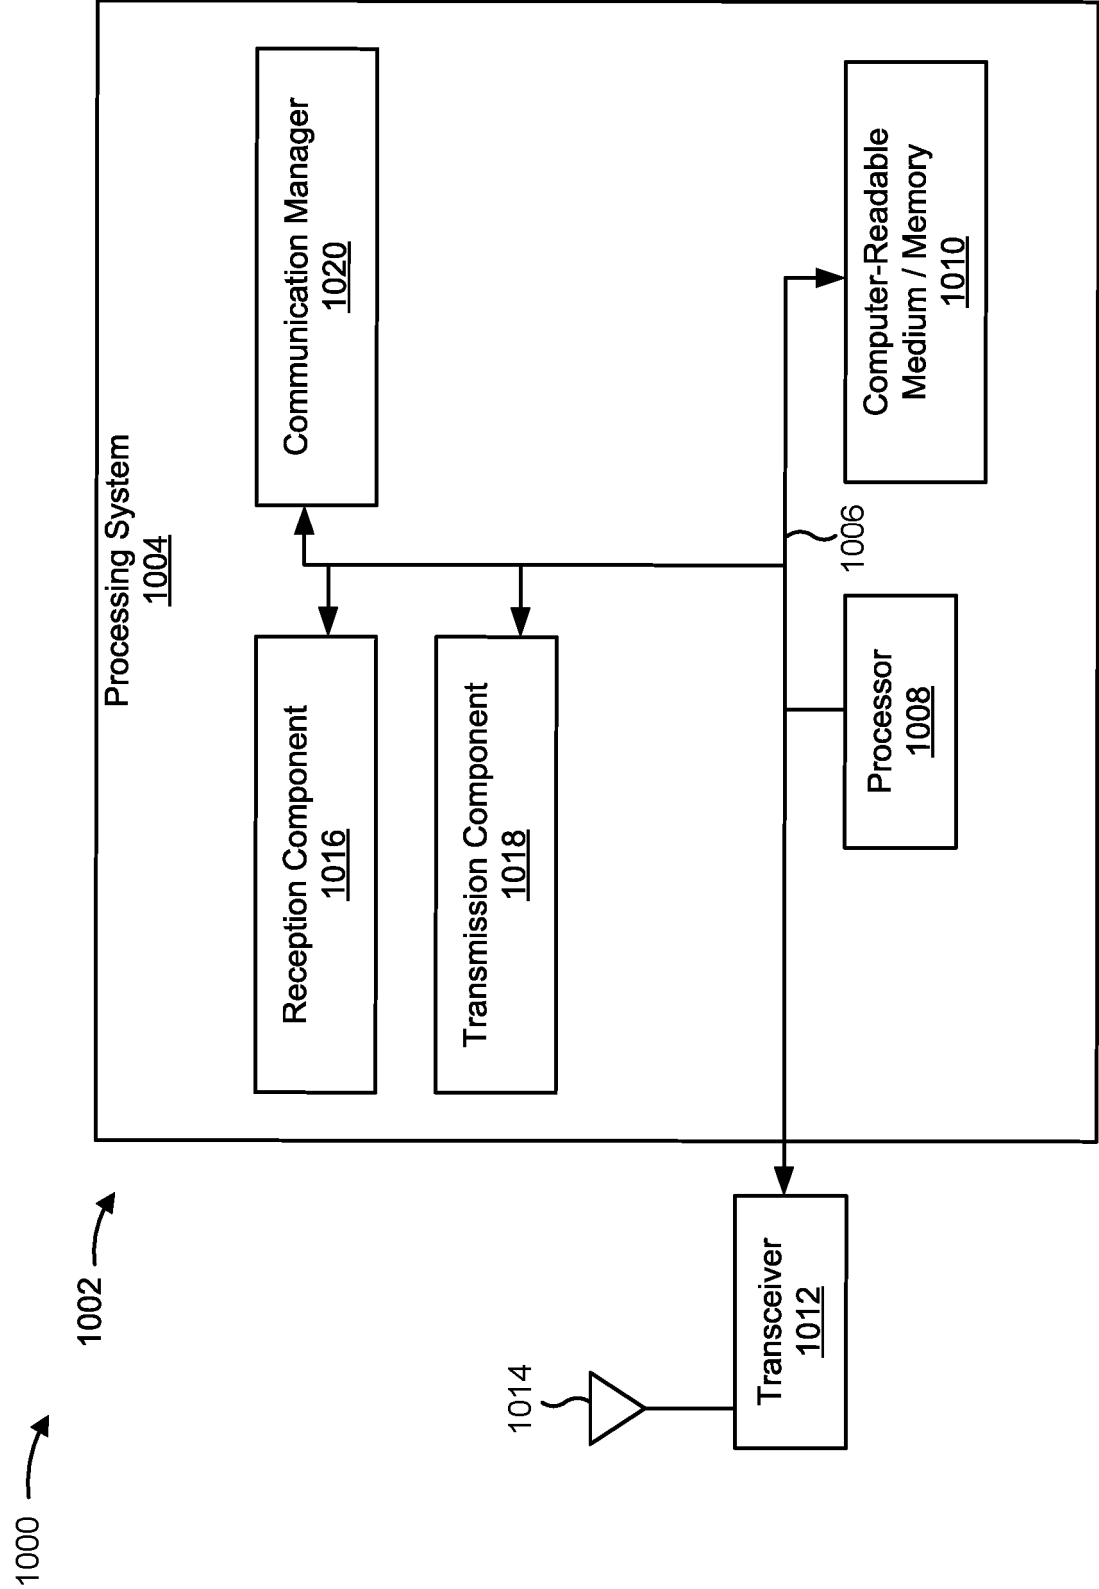 1000
1002
Processing System
1004
Reception Component
1016
Communication Manager
1020
Transmission Component
1018
1014
Transceiver
1012
1006
Processor
1008
Computer-Readable
Medium / Memory
1010